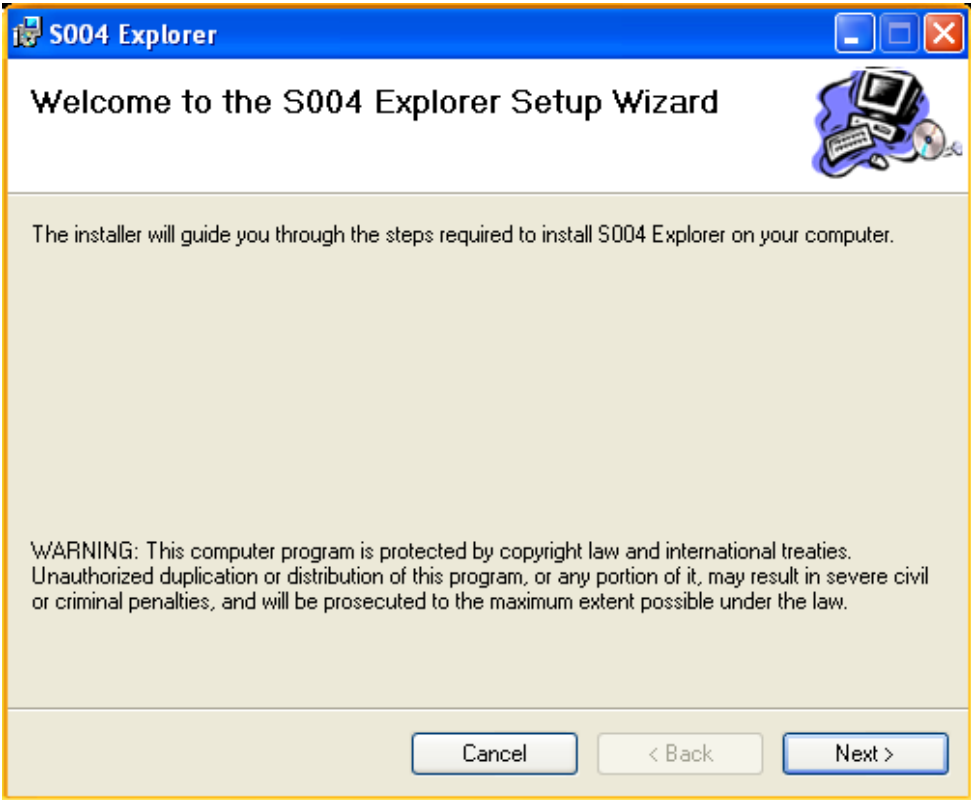 S004 Explorer
Welcome to the S004 Explorer Setup Wizard
The installer will guide you through the steps required to install S004 Explorer on your computer.
WARNING: This computer program is protected by copyright law and international treaties.
Unauthorized duplication or distribution of this program, or any portion of it, may result in severe civil
or criminal penalties, and will be prosecuted to the maximum extent possible under the law.
Cancel < Back Next >